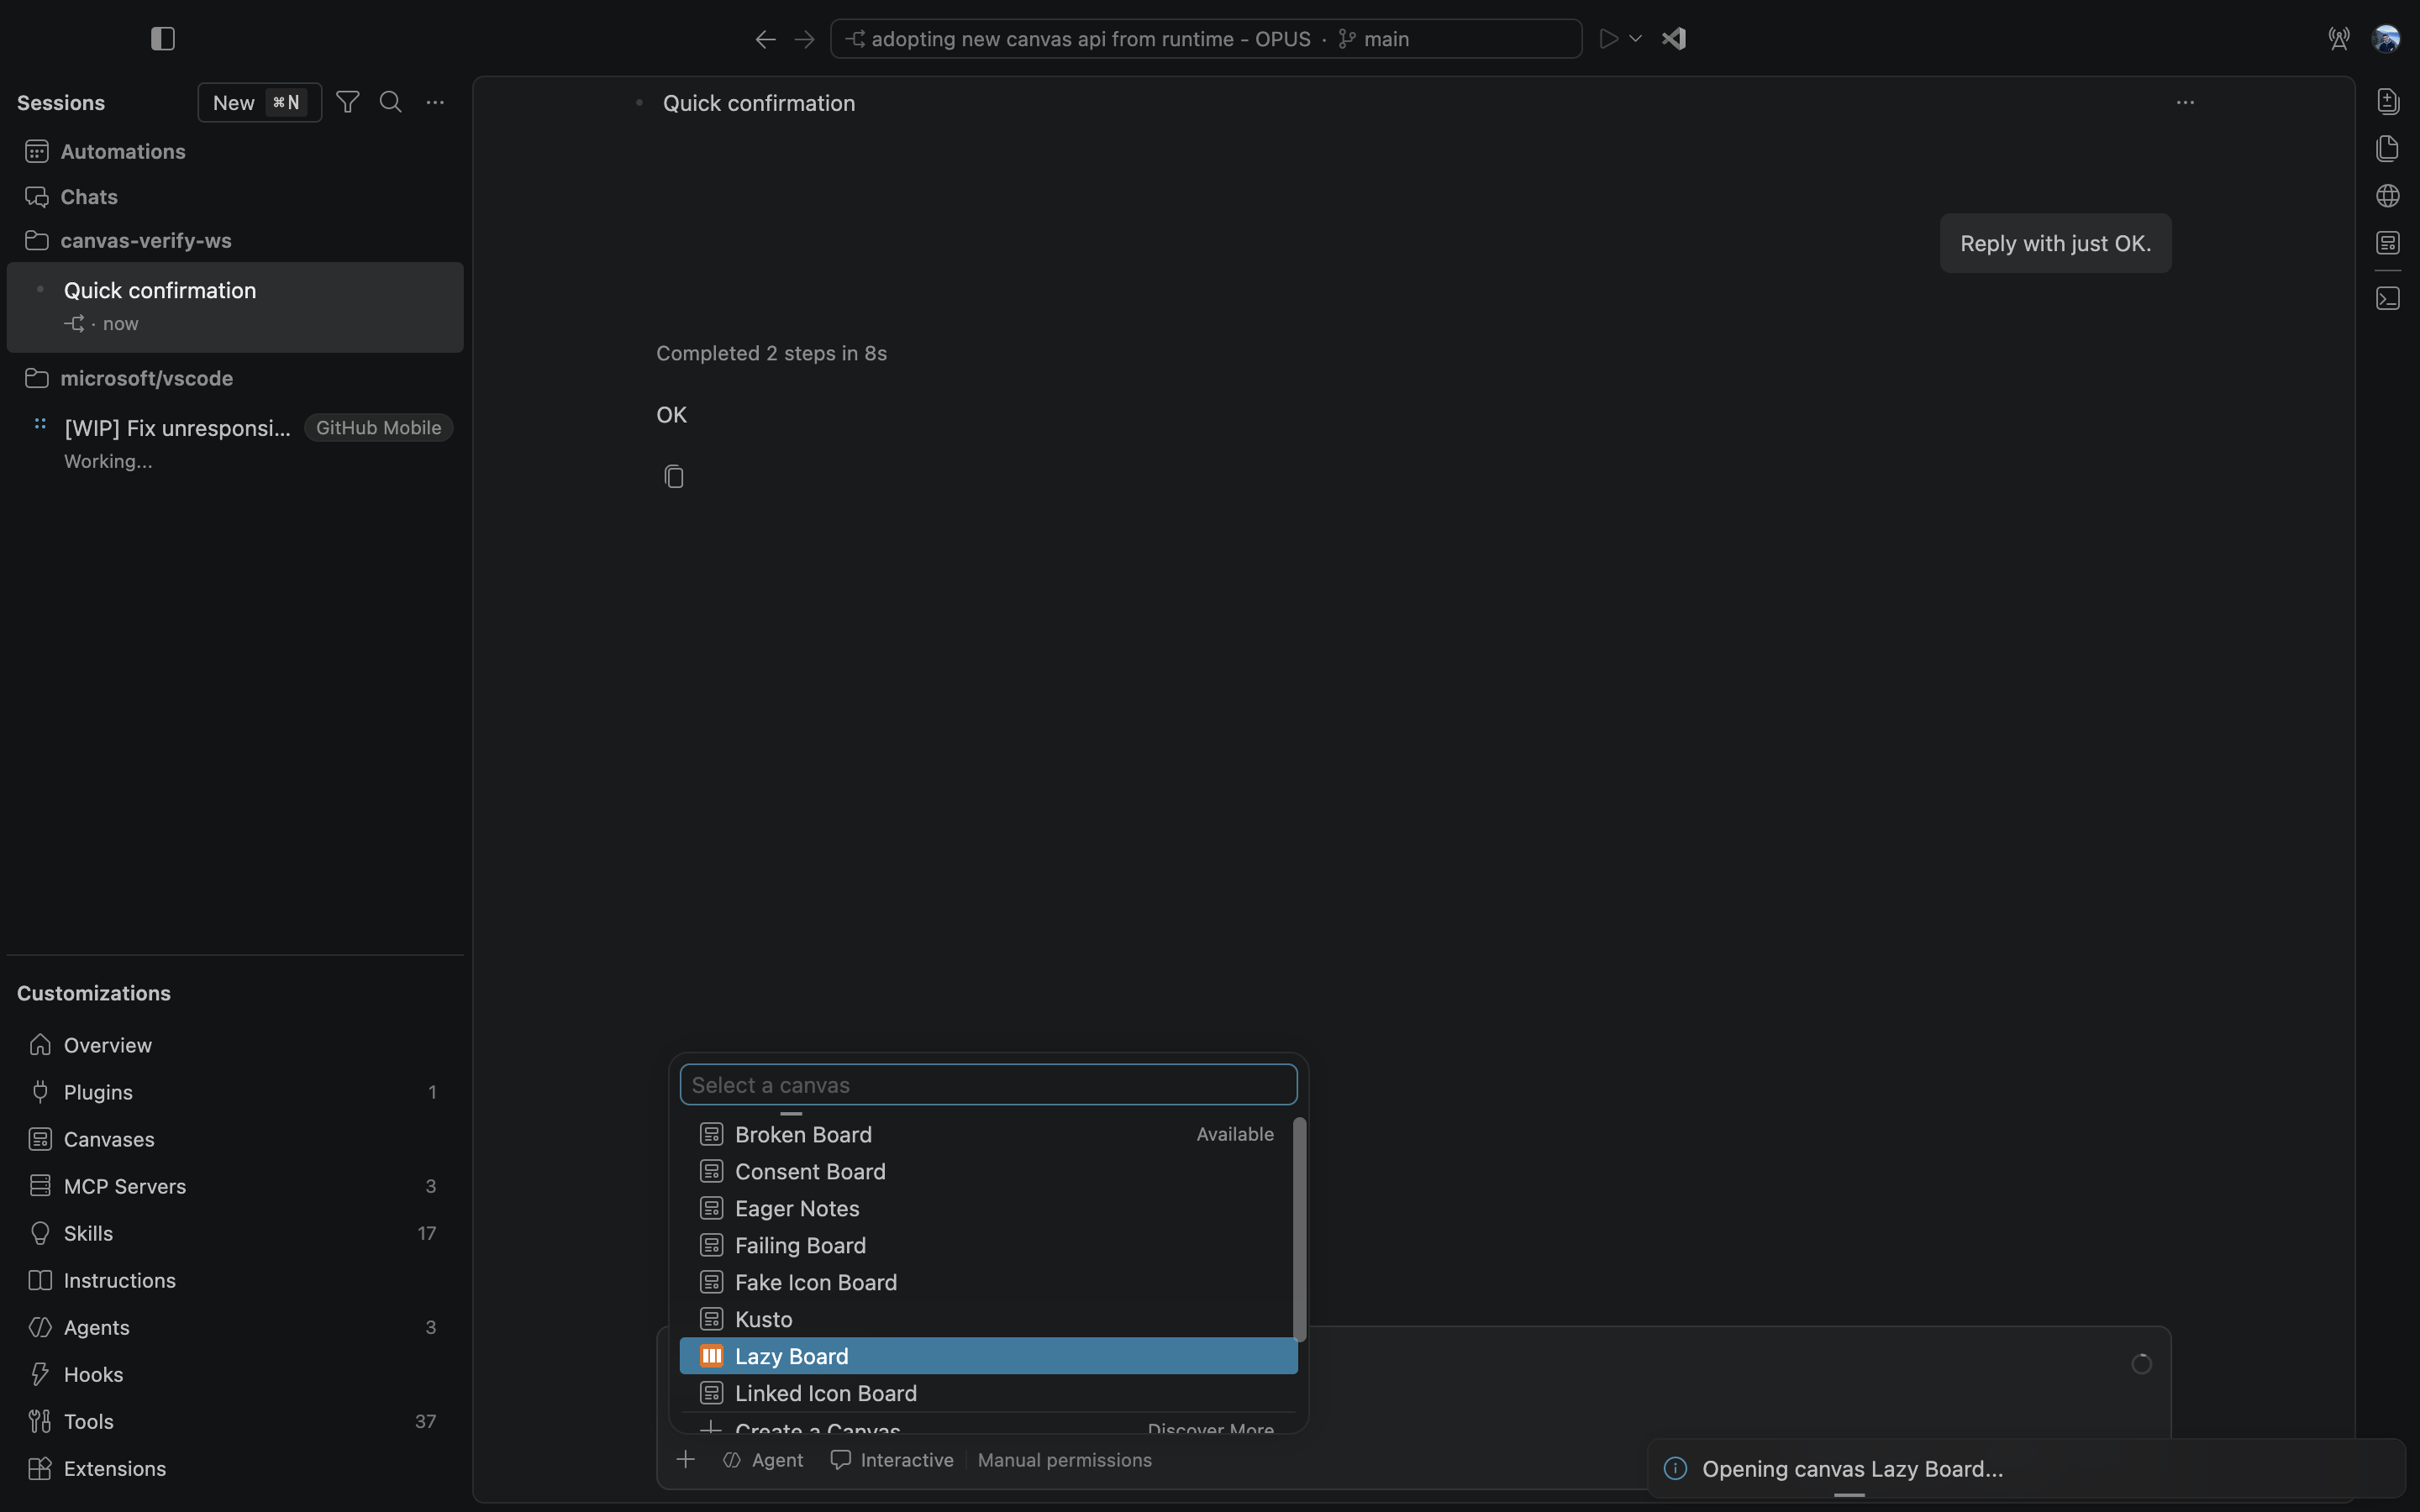 adopting new canvas api from runtime - OPUS · main
Sessions
New ⌘N
Automations
Chats
canvas-verify-ws
Quick confirmation
· now
microsoft/vscode
[WIP] Fix unresponsi... GitHub Mobile
Working...
Customizations
Overview
Plugins 1
Canvases
MCP Servers 3
Skills 17
Instructions
Agents 3
Hooks
Tools 37
Extensions
Quick confirmation
Reply with just OK.
Completed 2 steps in 8s
OK
Select a canvas
Broken Board Available
Consent Board
Eager Notes
Failing Board
Fake Icon Board
Kusto
Lazy Board
Linked Icon Board
Create a Canvas Discover More
Agent Interactive Manual permissions
Opening canvas Lazy Board...